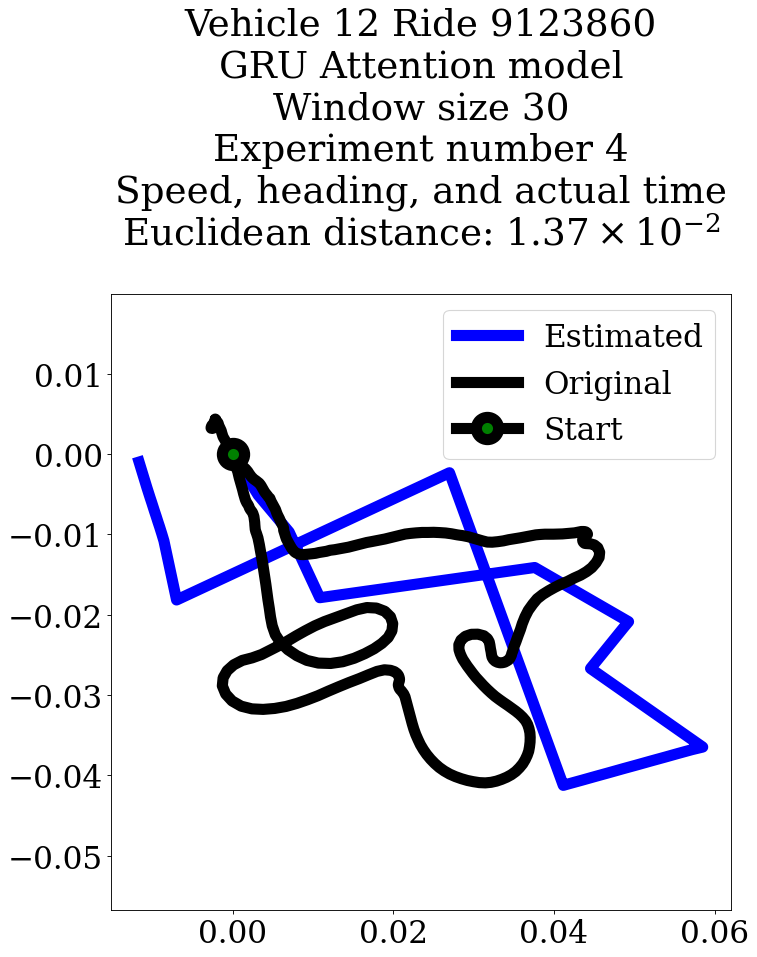 Vehicle 12 Ride 9123860
GRU Attention model
Window size 30
Experiment number 4
Speed, heading, and actual time
Euclidean distance: 1.37 × 10⁻²
Estimated
Original
Start
0.01
0.00
−0.01
−0.02
−0.03
−0.04
−0.05
0.00 0.02 0.04 0.06